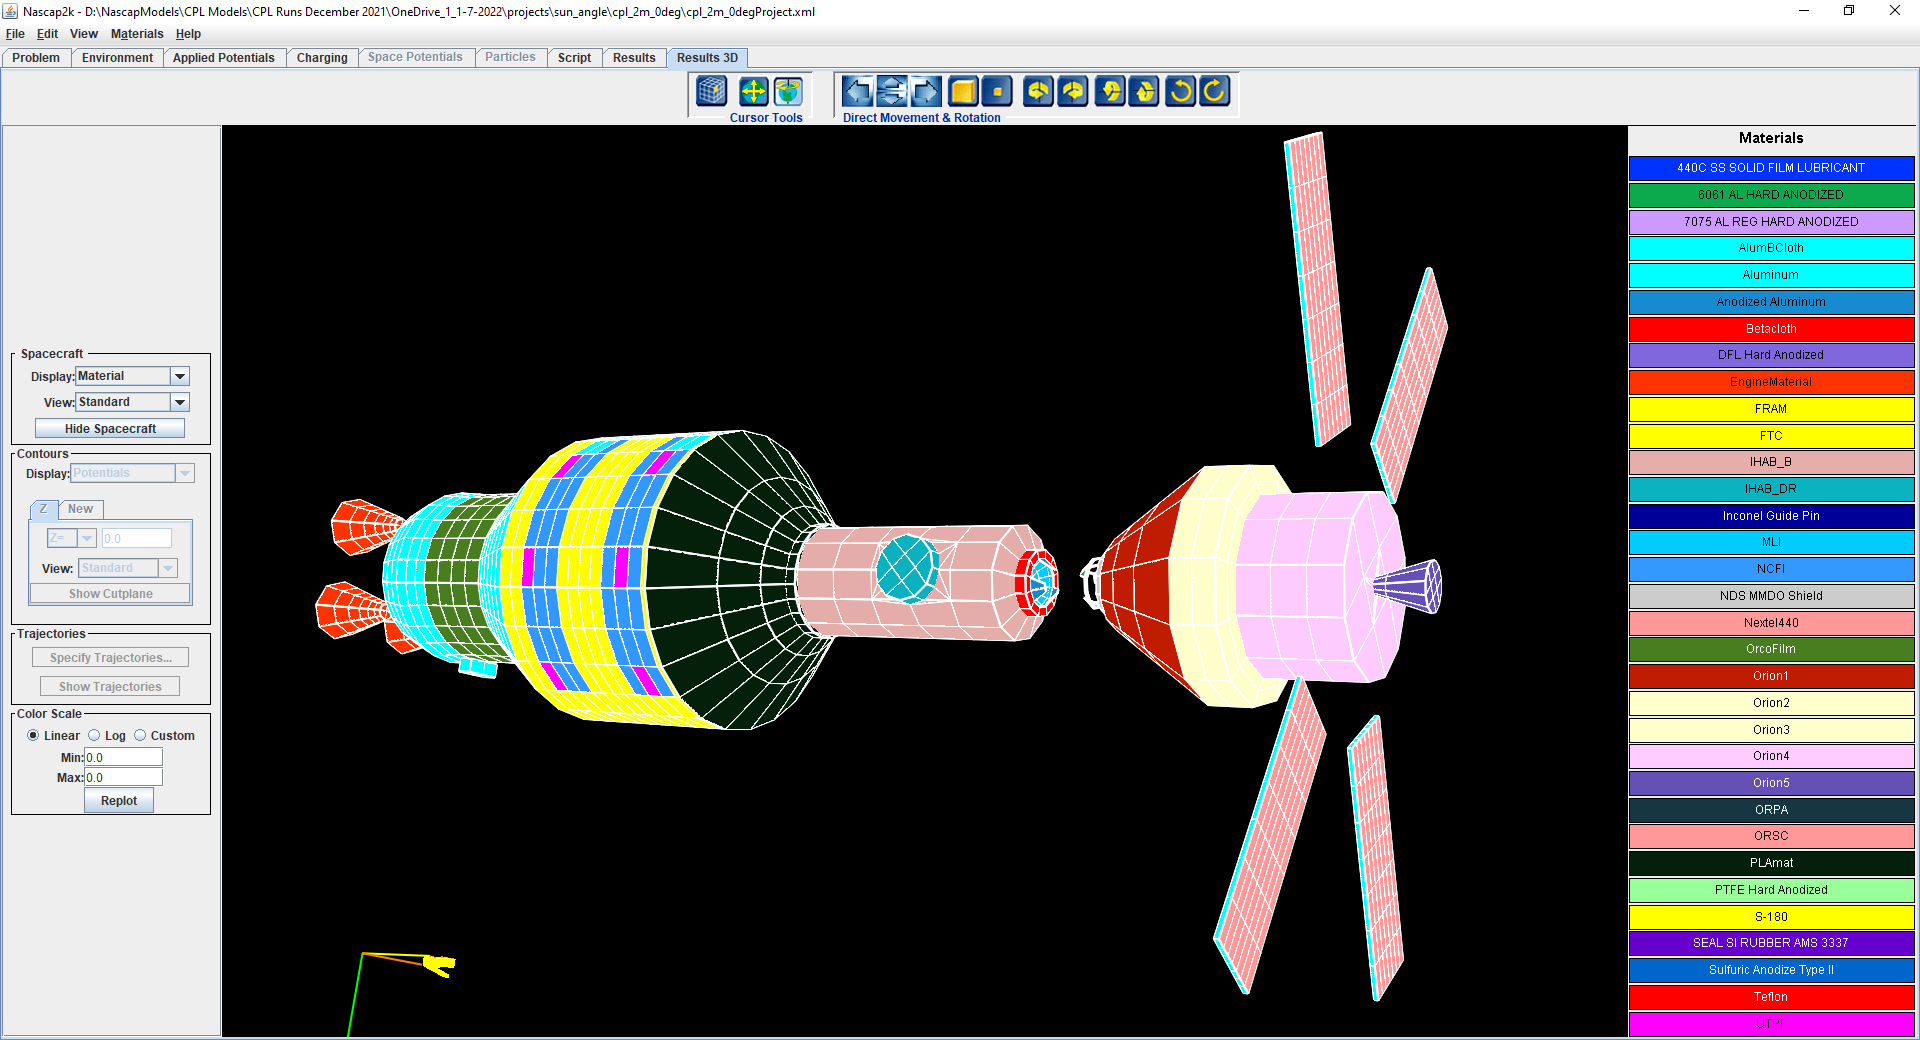 Nascap2k - D:\NascapModels\CPL Models\CPL Runs December 2021\OneDrive_1_1-7-2022\projects\sun_angle\cpl_2m_0deg\cpl_2m_0degProject.xml
File Edit View Materials Help
Problem Environment Applied Potentials Charging Space Potentials Particles Script Results Results 3D
Cursor Tools
Direct Movement & Rotation
Spacecraft
Display: Material
View: Standard
Hide Spacecraft
Contours
Display: Potentials
Z New
Z= 0.0
View: Standard
Show Cutplane
Trajectories
Specify Trajectories...
Show Trajectories
Color Scale
Linear Log Custom
Min: 0.0
Max: 0.0
Replot
Materials
440C SS SOLID FILM LUBRICANT
6061 AL HARD ANODIZED
7075 AL REG HARD ANODIZED
AlumBCloth
Aluminum
Anodized Aluminum
Betacloth
DFL Hard Anodized
EngineMaterial
FRAM
FTC
IHAB_B
IHAB_DR
Inconel Guide Pin
MLI
NCFI
NDS MMDO Shield
Nextel440
OrcoFilm
Orion1
Orion2
Orion3
Orion4
Orion5
ORPA
ORSC
PLAmat
PTFE Hard Anodized
S-180
SEAL SI RUBBER AMS 3337
Sulfuric Anodize Type II
Teflon
UTPF